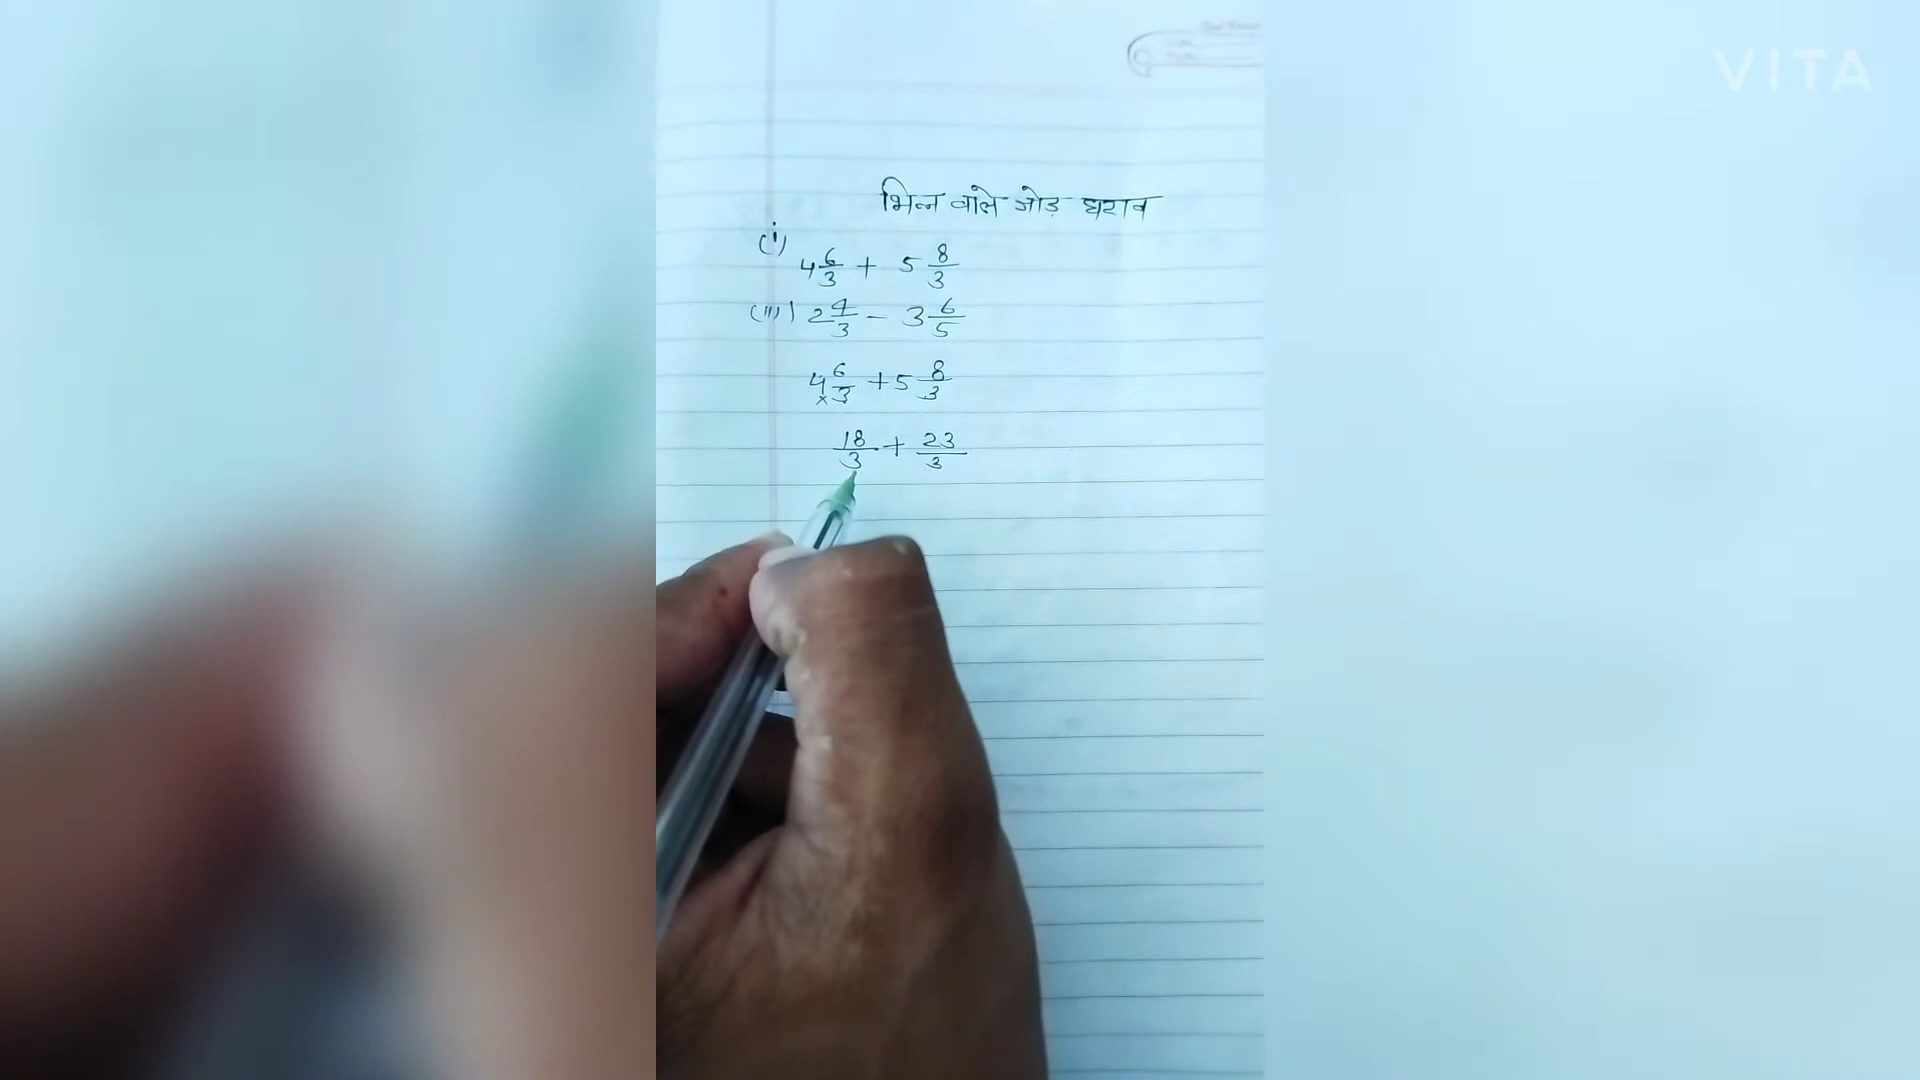 VITA
भिन्न वाले जोड़ घराव
(i) 4 6/3 + 5 8/3
(ii) 2 4/3 - 3 6/5
4 6/3 + 5 8/3
×
18/3 + 23/3